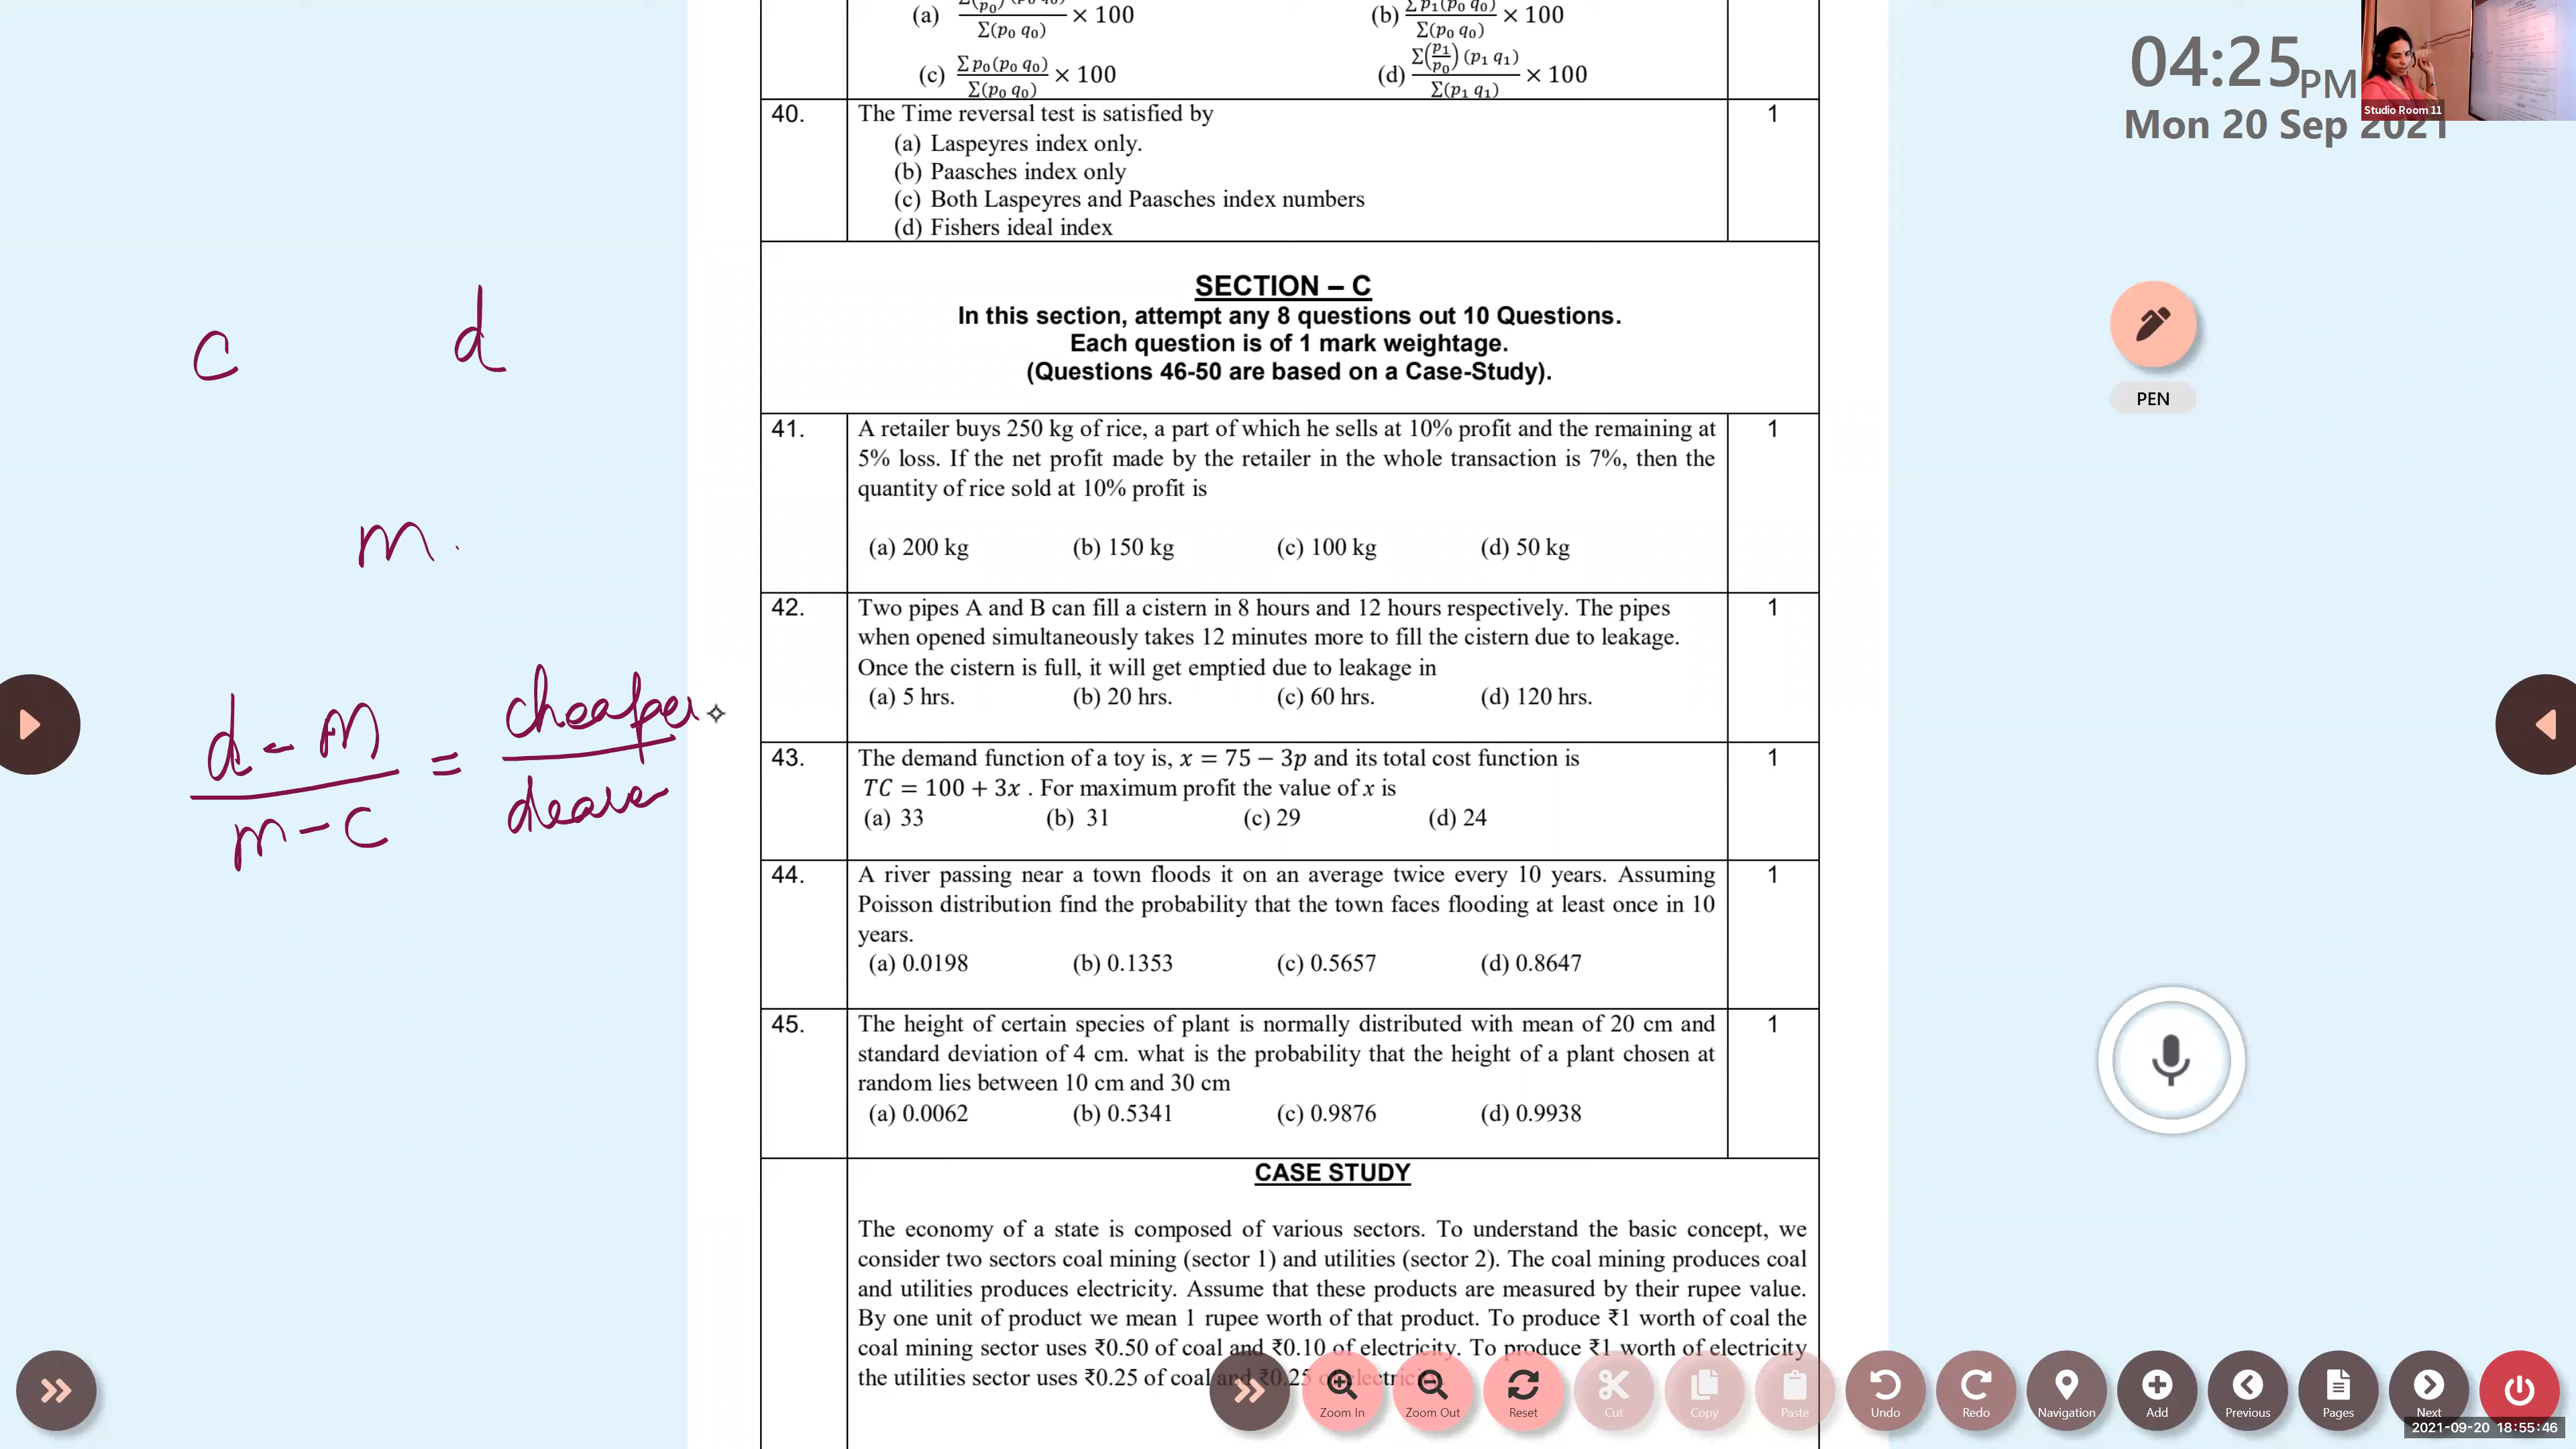 (a) Σ(p₀) × 100
Σ(p₀ q₀)
(b) Σ p₁(p₀ q₀) × 100
Σ(p₀ q₀)
(c) Σ p₀(p₀ q₀) × 100
Σ(p₀ q₀)
(d) Σ(p₁/p₀) (p₁ q₁) × 100
Σ(p₁ q₁)
04:25 PM
Mon 20 Sep 2021
Studio Room 11
40. The Time reversal test is satisfied by 1
(a) Laspeyres index only.
(b) Paasches index only
(c) Both Laspeyres and Paasches index numbers
(d) Fishers ideal index
SECTION – C
In this section, attempt any 8 questions out 10 Questions.
Each question is of 1 mark weightage.
(Questions 46-50 are based on a Case-Study).
c d
m.
d - m = cheaper
m - c dearer
PEN
41. A retailer buys 250 kg of rice, a part of which he sells at 10% profit and the remaining at 1
5% loss. If the net profit made by the retailer in the whole transaction is 7%, then the
quantity of rice sold at 10% profit is
(a) 200 kg (b) 150 kg (c) 100 kg (d) 50 kg
42. Two pipes A and B can fill a cistern in 8 hours and 12 hours respectively. The pipes 1
when opened simultaneously takes 12 minutes more to fill the cistern due to leakage.
Once the cistern is full, it will get emptied due to leakage in
(a) 5 hrs. (b) 20 hrs. (c) 60 hrs. (d) 120 hrs.
43. The demand function of a toy is, x = 75 − 3p and its total cost function is 1
TC = 100 + 3x . For maximum profit the value of x is
(a) 33 (b) 31 (c) 29 (d) 24
44. A river passing near a town floods it on an average twice every 10 years. Assuming 1
Poisson distribution find the probability that the town faces flooding at least once in 10
years.
(a) 0.0198 (b) 0.1353 (c) 0.5657 (d) 0.8647
45. The height of certain species of plant is normally distributed with mean of 20 cm and 1
standard deviation of 4 cm. what is the probability that the height of a plant chosen at
random lies between 10 cm and 30 cm
(a) 0.0062 (b) 0.5341 (c) 0.9876 (d) 0.9938
CASE STUDY
The economy of a state is composed of various sectors. To understand the basic concept, we
consider two sectors coal mining (sector 1) and utilities (sector 2). The coal mining produces coal
and utilities produces electricity. Assume that these products are measured by their rupee value.
By one unit of product we mean 1 rupee worth of that product. To produce ₹1 worth of coal the
coal mining sector uses ₹0.50 of coal and ₹0.10 of electricity. To produce ₹1 worth of electricity
the utilities sector uses ₹0.25 of coal and ₹0.25 of electricity
Zoom In Zoom Out Reset Cut Copy Paste Undo Redo Navigation Add Previous Pages Next
2021-09-20 18:55:46